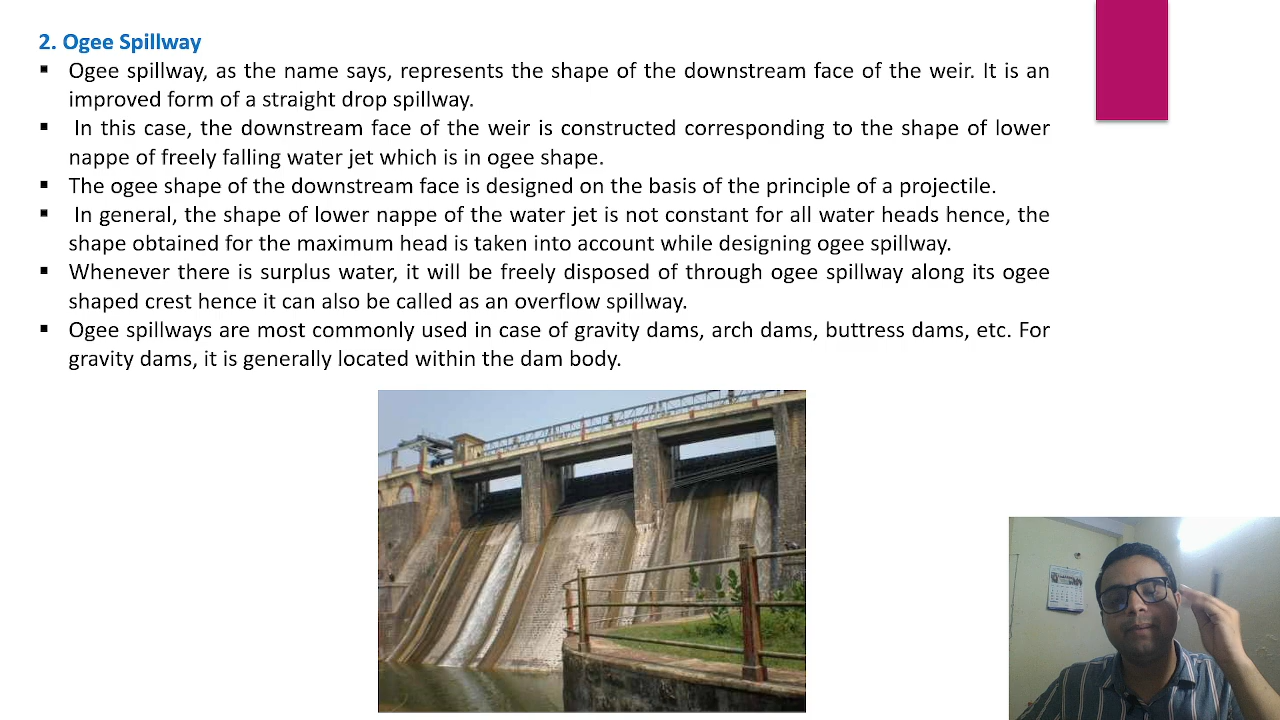 2. Ogee Spillway
▪ Ogee spillway, as the name says, represents the shape of the downstream face of the weir. It is an
improved form of a straight drop spillway.
▪ In this case, the downstream face of the weir is constructed corresponding to the shape of lower
nappe of freely falling water jet which is in ogee shape.
▪ The ogee shape of the downstream face is designed on the basis of the principle of a projectile.
▪ In general, the shape of lower nappe of the water jet is not constant for all water heads hence, the
shape obtained for the maximum head is taken into account while designing ogee spillway.
▪ Whenever there is surplus water, it will be freely disposed of through ogee spillway along its ogee
shaped crest hence it can also be called as an overflow spillway.
▪ Ogee spillways are most commonly used in case of gravity dams, arch dams, buttress dams, etc. For
gravity dams, it is generally located within the dam body.